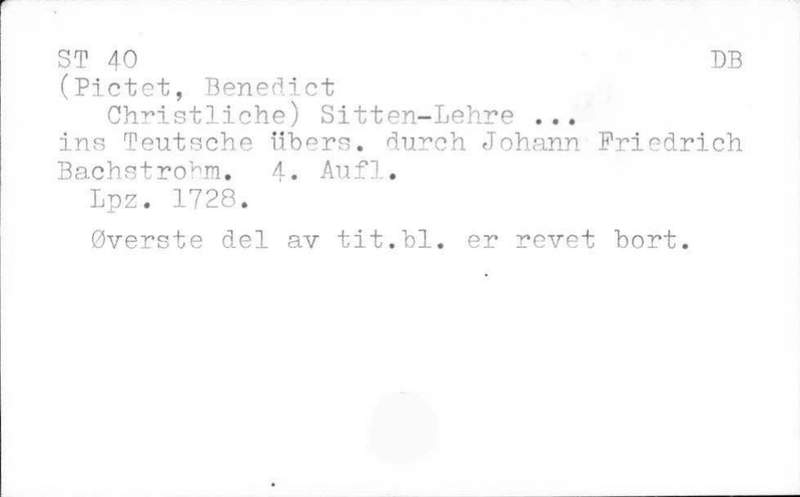 ST 40 DB
(Pictet, Benedict
Christliche) Sitten-Lehre ...
ins Teutsche übers. durch Johann Friedrich
Bachstrohm. 4. Aufl.
Lpz. 1728.
Øverste del av tit.bl. er revet bort.